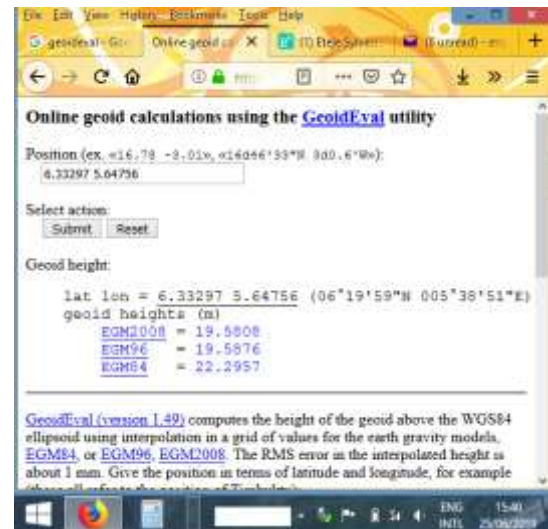 File Edit View History Bookmarks Tools Help
Online geoid
Online geoid calculations using the GeoidEval utility
Position (ex. «16.78 -3.01», «16d46'33"N 3d0.6'W»):
6.33297 5.64756
Select action:
Submit Reset
Geoid height:
lat lon = 6.33297 5.64756 (06°19'59"N 005°38'51"E)
geoid heights (m)
EGM2008 = 19.5808
EGM96 = 19.5876
EGM84 = 22.2957
GeoidEval (version 1.49) computes the height of the geoid above the WGS84
ellipsoid using interpolation in a grid of values for the earth gravity models,
EGM84, or EGM96, EGM2008. The RMS error in the interpolated height is
about 1 mm. Give the position in terms of latitude and longitude, for example
ENG 15:40
INTL